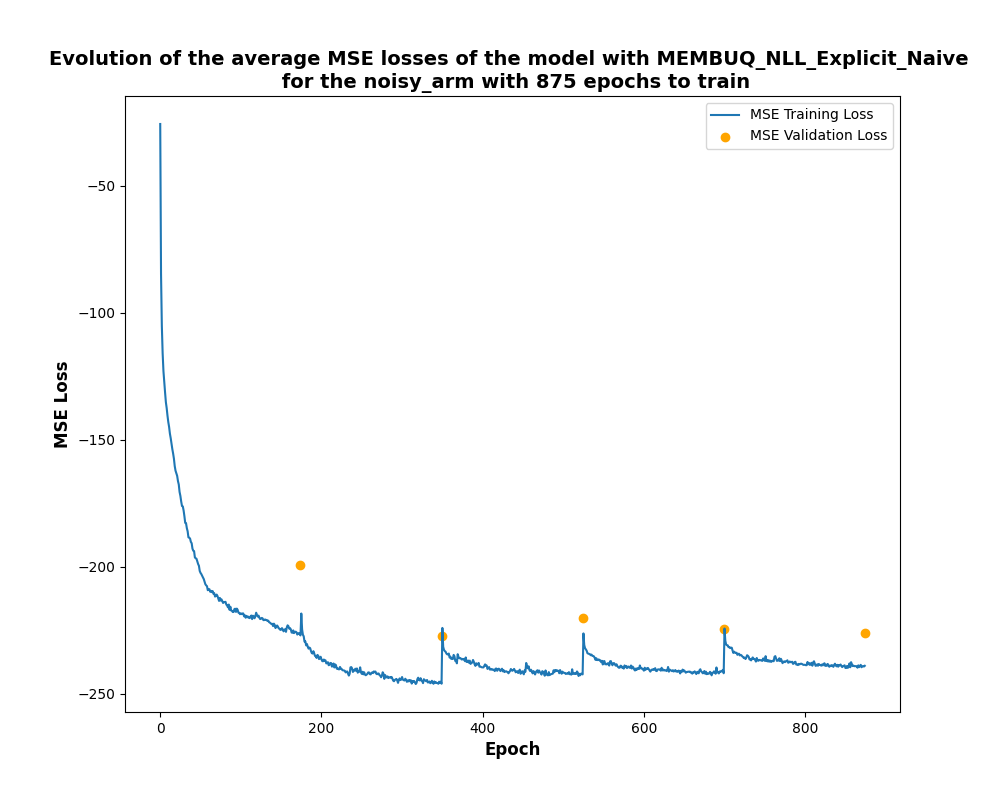 Evolution of the average MSE losses of the model with MEMBUQ_NLL_Explicit_Naive
for the noisy_arm with 875 epochs to train
MSE Training Loss
MSE Validation Loss
−50
−100
−150
−200
−250
MSE Loss
0
200
400
600
800
Epoch